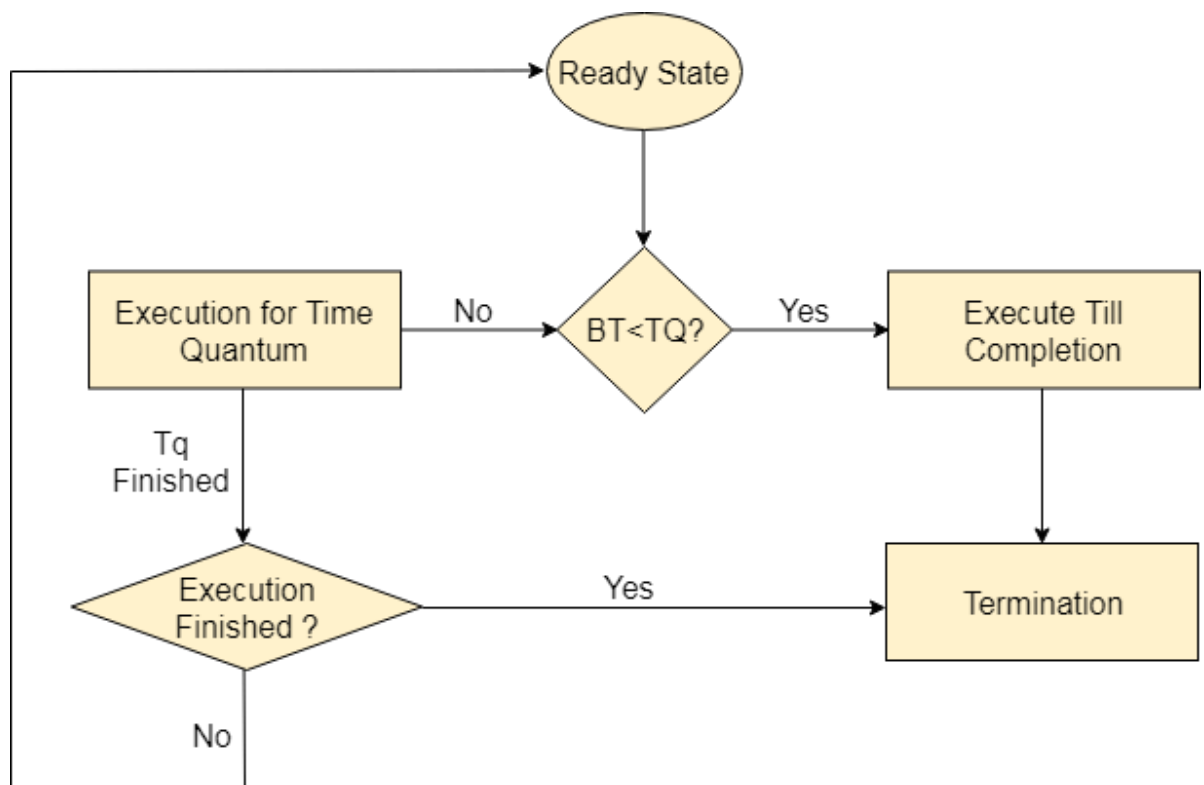 Ready State
Execution for Time
Quantum
No
BT<TQ?
Yes
Execute Till
Completion
Tq
Finished
Execution
Finished ?
Yes
Termination
No